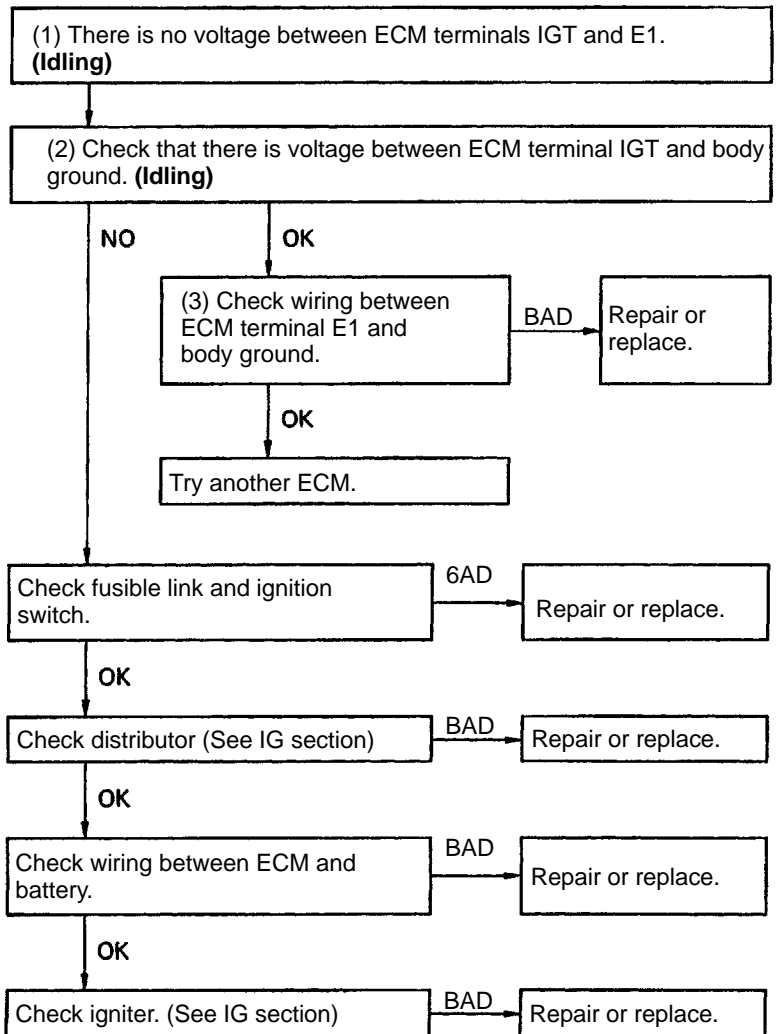 (1) There is no voltage between ECM terminals IGT and E1.
(Idling)
(2) Check that there is voltage between ECM terminal IGT and body
ground. (Idling)
NO
OK
(3) Check wiring between
ECM terminal E1 and
body ground.
BAD
Repair or
replace.
OK
Try another ECM.
Check fusible link and ignition
switch.
6AD
Repair or replace.
OK
Check distributor (See IG section)
BAD
Repair or replace.
OK
Check wiring between ECM and
battery.
BAD
Repair or replace.
OK
Check igniter. (See IG section)
BAD
Repair or replace.